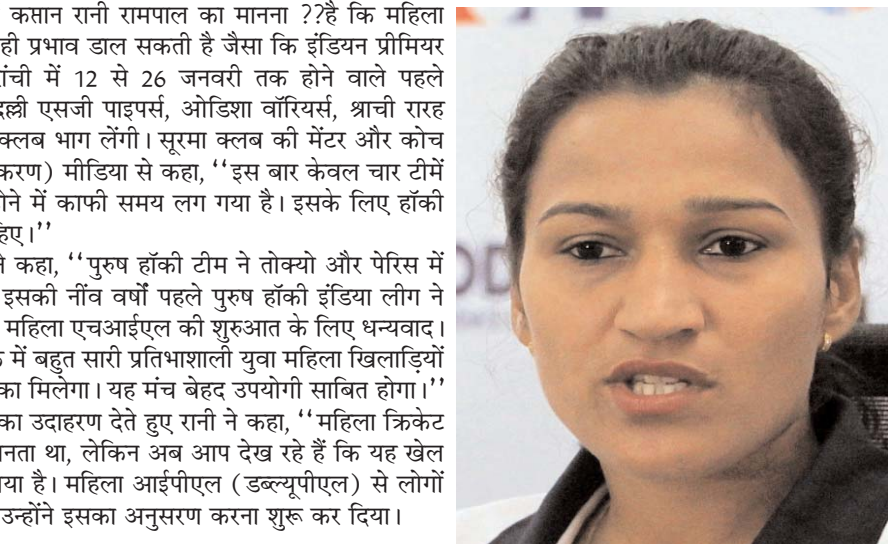 कप्तान रानी रामपाल का मानना ??है कि महिला
ही प्रभाव डाल सकती है जैसा कि इंडियन प्रीमियर
में 12 से 26 जनवरी तक होने वाले पहले
एसजी पाइपर्स, ओडिशा वॉरियर्स, श्राची रारह
क्लब भाग लेंगी। सूरमा क्लब की मेंटर और कोच
मीडिया से कहा, ‘‘इस बार केवल चार टीमें
में काफी समय लग गया है। इसके लिए हॉकी
कहा, ‘‘पुरुष हॉकी टीम ने तोक्यो और पेरिस में
इसकी नींव वर्षों पहले पुरुष हॉकी इंडिया लीग ने
महिला एचआईएल की शुरुआत के लिए धन्यवाद।
में बहुत सारी प्रतिभाशाली युवा महिला खिलाड़ियों
मिलेगा। यह मंच बेहद उपयोगी साबित होगा।’’
का उदाहरण देते हुए रानी ने कहा, ‘‘महिला क्रिकेट
था, लेकिन अब आप देख रहे हैं कि यह खेल
है। महिला आईपीएल (डब्ल्यूपीएल) से लोगों
उन्होंने इसका अनुसरण करना शुरू कर दिया।